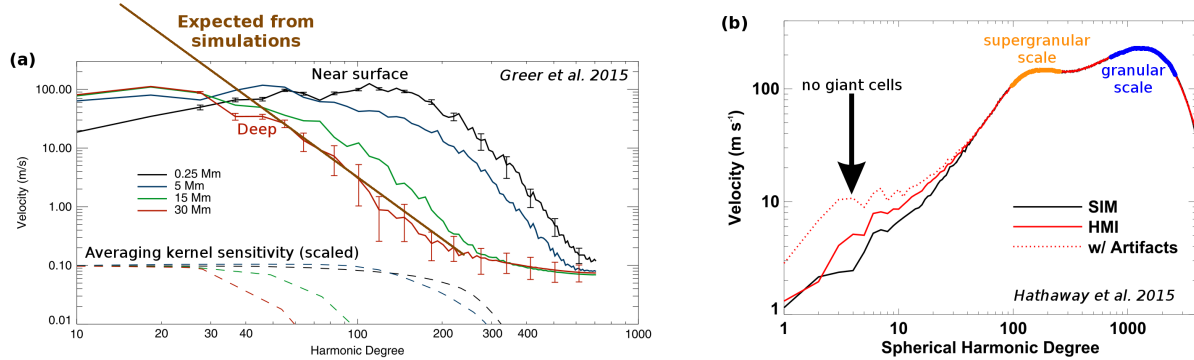 (a)
Expected from
simulations
Near surface
Greer et al. 2015
Deep
0.25 Mm
5 Mm
15 Mm
30 Mm
Averaging kernel sensitivity (scaled)
Velocity (m/s)
100.00
10.00
1.00
0.10
0.01
10
20
30
40
100
200
300
400
1000
Harmonic Degree
(b)
supergranular
scale
granular
scale
no giant cells
SIM
HMI
w/ Artifacts
Hathaway et al. 2015
Velocity (m s⁻¹)
100
10
1
1
10
100
1000
Spherical Harmonic Degree